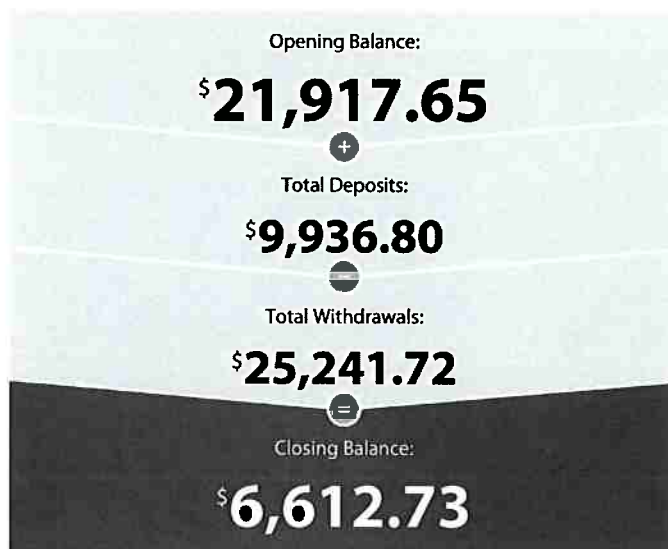 Opening Balance:
$21,917.65
+
Total Deposits:
$9,936.80
−
Total Withdrawals:
$25,241.72
=
Closing Balance:
$6,612.73